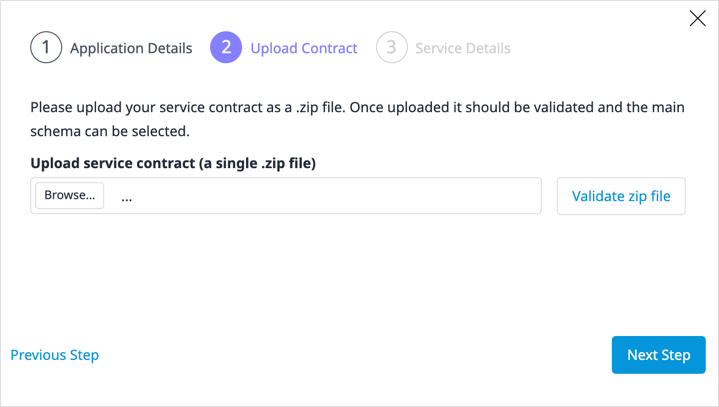 1 Application Details 2 Upload Contract 3 Service Details
Please upload your service contract as a .zip file. Once uploaded it should be validated and the main
schema can be selected.
Upload service contract (a single .zip file)
Browse... ... Validate zip file
Previous Step Next Step